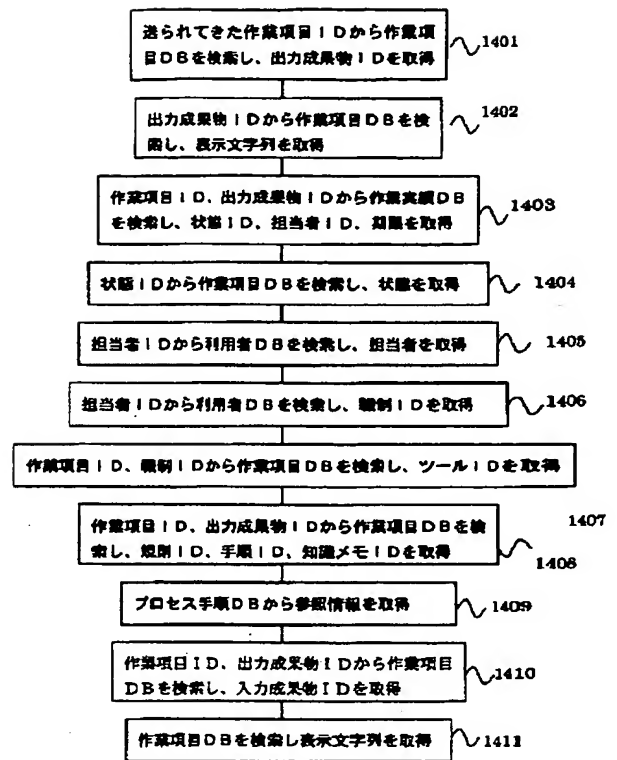 送られてきた作業項目IDから作業項
目DBを検索し、出力成果物IDを取得
1401
出力成果物IDから作業項目DBを検
索し、表示文字列を取得
1402
作業項目ID、出力成果物IDから作業実績DB
を検索し、状態ID、担当者ID、期限を取得
1403
状態IDから作業項目DBを検索し、状態を取得
1404
担当者IDから利用者DBを検索し、担当者を取得
1405
担当者IDから利用者DBを検索し、職制IDを取得
1406
作業項目ID、職制IDから作業項目DBを検索し、ツールIDを取得
1407
作業項目ID、出力成果物IDから作業項目DBを検
索し、規則ID、手順ID、知識メモIDを取得
1408
プロセス手順DBから参照情報を取得
1409
作業項目ID、出力成果物IDから作業項目
DBを検索し、入力成果物IDを取得
1410
作業項目DBを検索し表示文字列を取得
1411